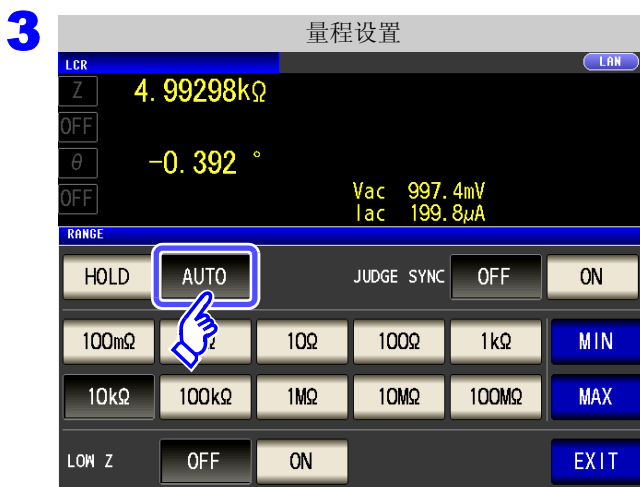 3
量程设置
LCR
LAN
Z 4.99298kΩ
OFF
θ -0.392 °
OFF
Vac 997.4mV
Iac 199.8μA
RANGE
HOLD AUTO JUDGE SYNC OFF ON
100mΩ 10Ω 100Ω 1kΩ MIN
10kΩ 100kΩ 1MΩ 10MΩ 100MΩ MAX
LOW Z OFF ON EXIT